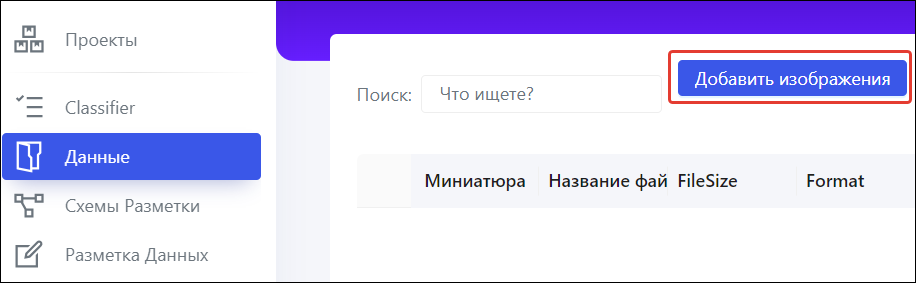 Проекты
Classifier
Данные
Схемы Разметки
Разметка Данных
Поиск: Что ищете? Добавить изображения
Миниатюра Название фай FileSize Format